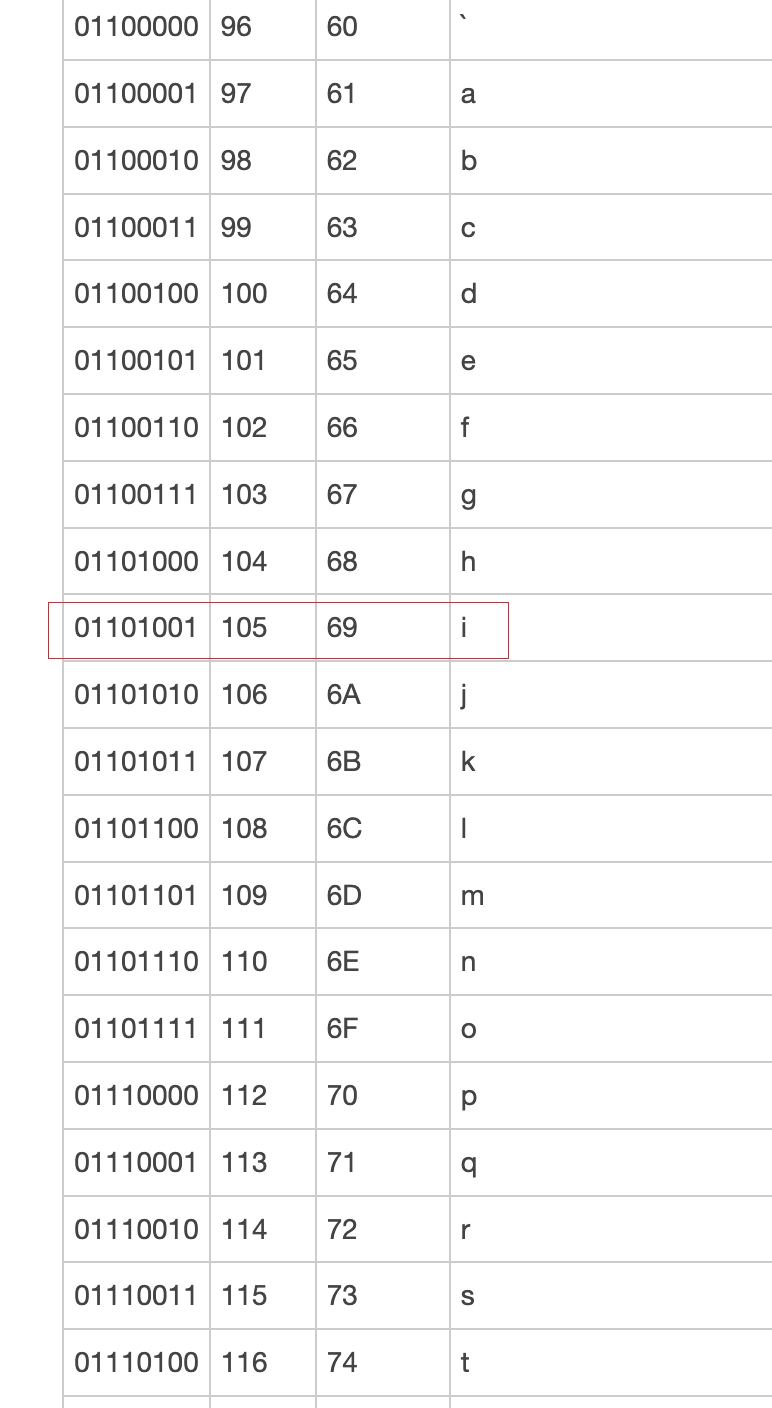 01100000 96 60 `
01100001 97 61 a
01100010 98 62 b
01100011 99 63 c
01100100 100 64 d
01100101 101 65 e
01100110 102 66 f
01100111 103 67 g
01101000 104 68 h
01101001 105 69 i
01101010 106 6A j
01101011 107 6B k
01101100 108 6C l
01101101 109 6D m
01101110 110 6E n
01101111 111 6F o
01110000 112 70 p
01110001 113 71 q
01110010 114 72 r
01110011 115 73 s
01110100 116 74 t